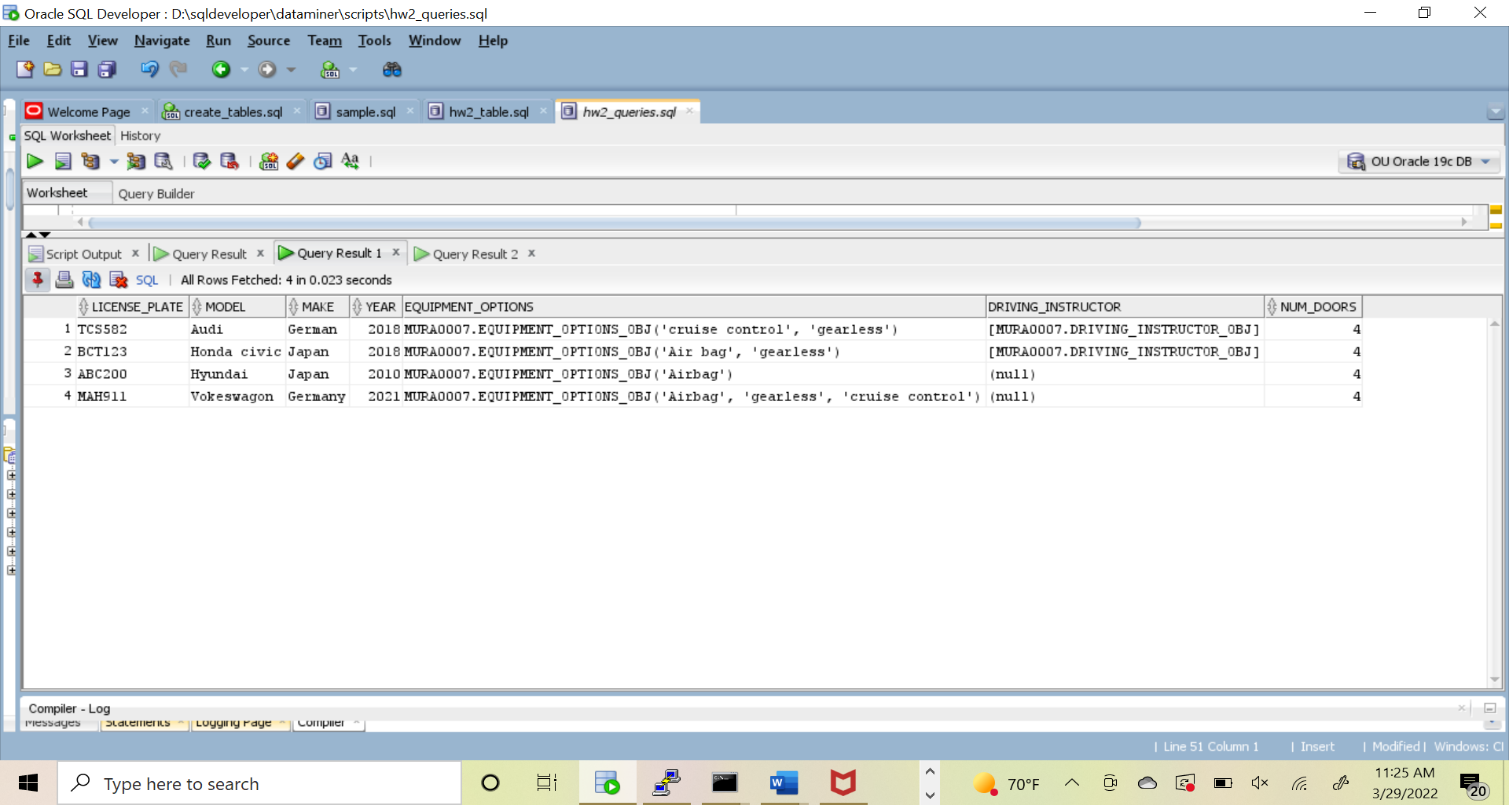 Oracle SQL Developer : D:\sqldeveloper\dataminer\scripts\hw2_queries.sql
File Edit View Navigate Run Source Team Tools Window Help
Welcome Page create_tables.sql sample.sql hw2_table.sql hw2_queries.sql
SQL Worksheet History
OU Oracle 19c DB
Worksheet Query Builder
Script Output Query Result Query Result 1 Query Result 2
SQL | All Rows Fetched: 4 in 0.023 seconds
LICENSE_PLATE MODEL MAKE YEAR EQUIPMENT_OPTIONS DRIVING_INSTRUCTOR NUM_DOORS
1 TCS582 Audi German 2018 MURA0007.EQUIPMENT_OPTIONS_OBJ('cruise control', 'gearless') [MURA0007.DRIVING_INSTRUCTOR_OBJ] 4
2 BCT123 Honda civic Japan 2018 MURA0007.EQUIPMENT_OPTIONS_OBJ('Air bag', 'gearless') [MURA0007.DRIVING_INSTRUCTOR_OBJ] 4
3 ABC200 Hyundai Japan 2010 MURA0007.EQUIPMENT_OPTIONS_OBJ('Airbag') (null) 4
4 MAH911 Vokeswagon Germany 2021 MURA0007.EQUIPMENT_OPTIONS_OBJ('Airbag', 'gearless', 'cruise control') (null) 4
Compiler - Log
Messages Statements Logging Page Compiler
| Line 51 Column 1 | Insert | Modified | Windows: C
Type here to search
70°F
11:25 AM
3/29/2022
20